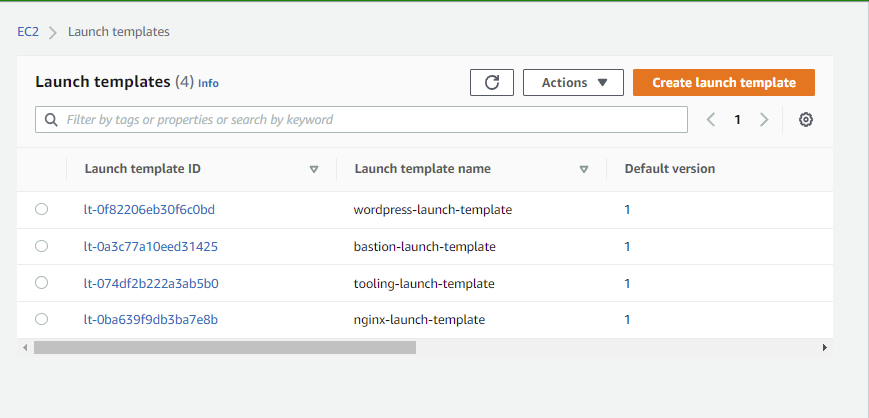 EC2 > Launch templates
Launch templates (4) Info
Actions
Create launch template
Filter by tags or properties or search by keyword
1
Launch template ID Launch template name Default version
lt-0f82206eb30f6c0bd wordpress-launch-template 1
lt-0a3c77a10eed31425 bastion-launch-template 1
lt-074df2b222a3ab5b0 tooling-launch-template 1
lt-0ba639f9db3ba7e8b nginx-launch-template 1